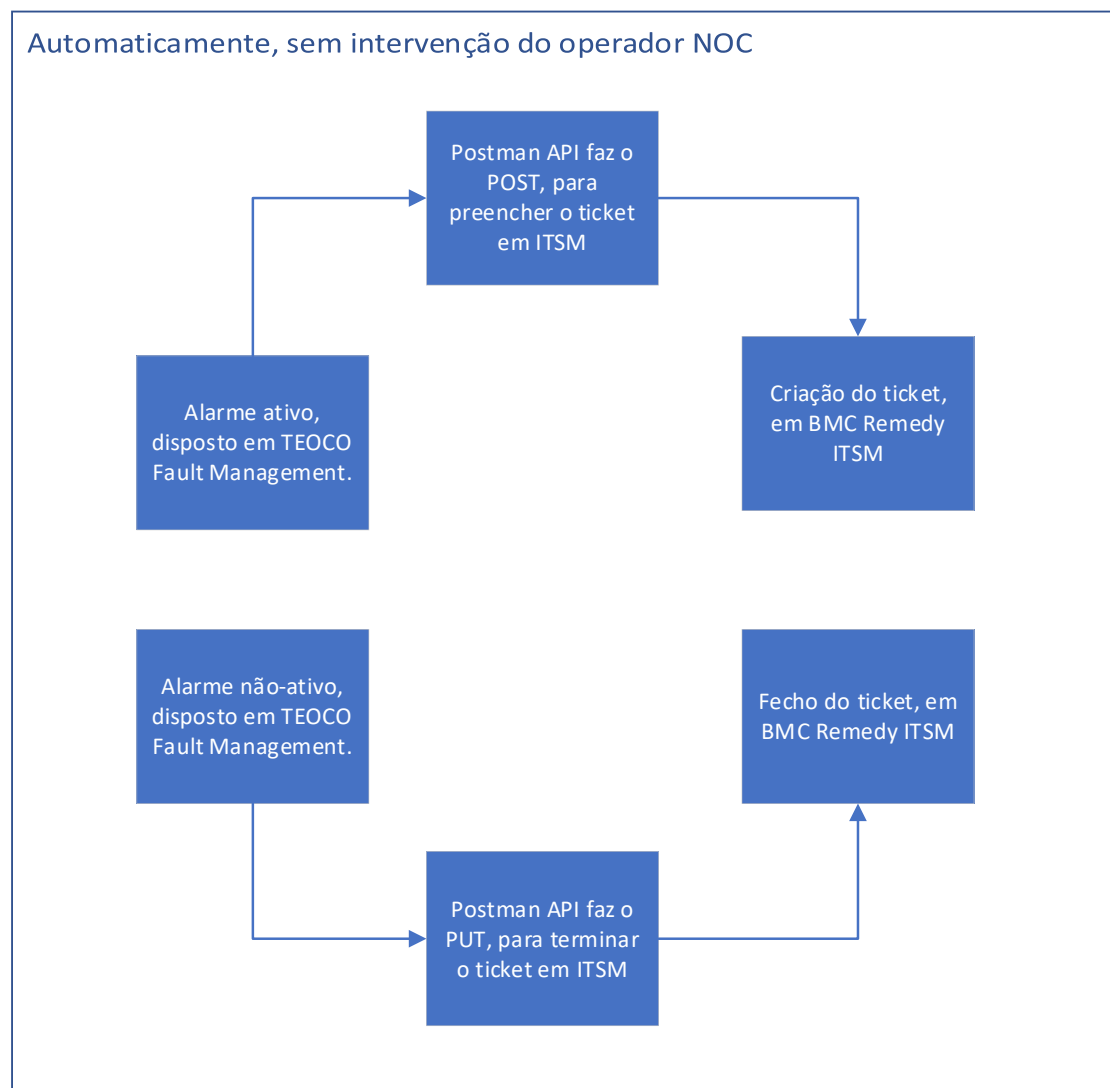 Automaticamente, sem intervenção do operador NOC
Postman API faz o
POST, para
preencher o ticket
em ITSM
Alarme ativo,
disposto em TEOCO
Fault Management.
Criação do ticket,
em BMC Remedy
ITSM
Alarme não-ativo,
disposto em TEOCO
Fault Management.
Fecho do ticket, em
BMC Remedy ITSM
Postman API faz o
PUT, para terminar
o ticket em ITSM